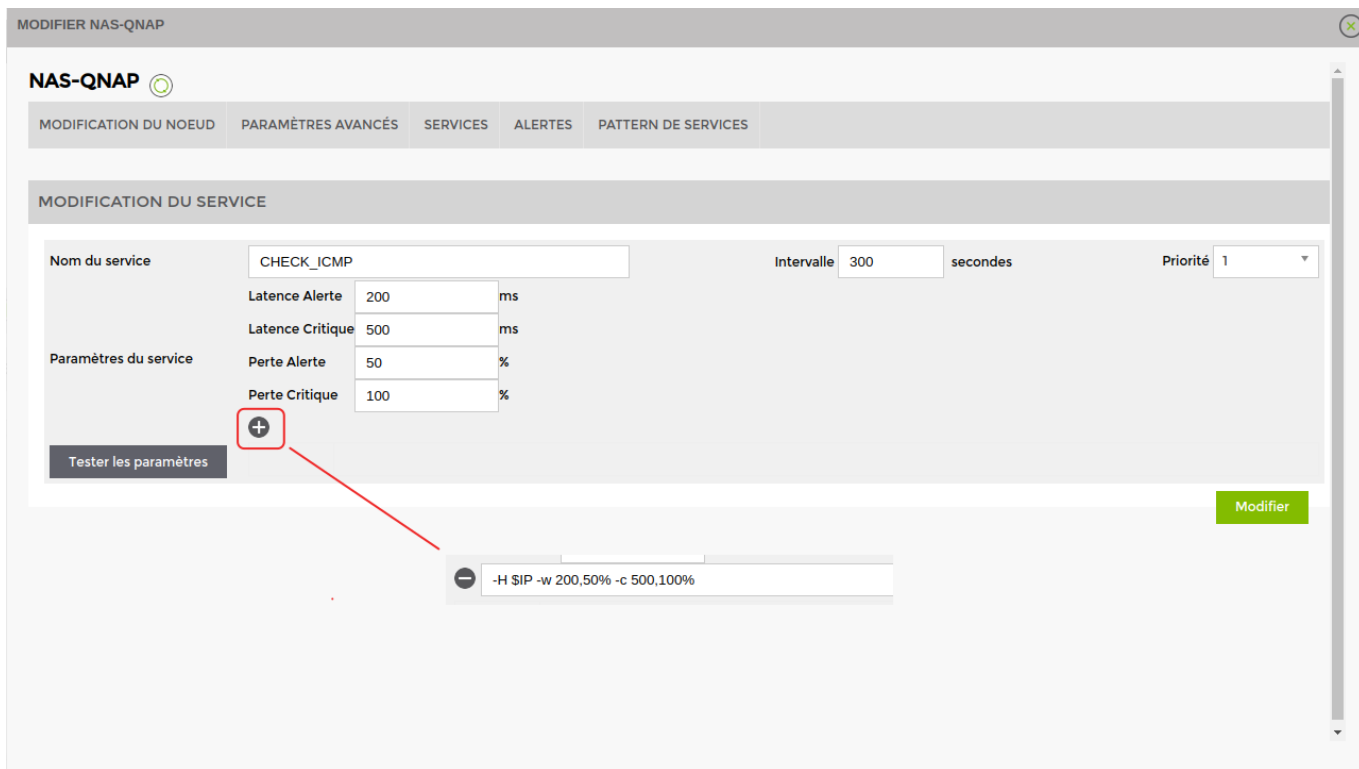 MODIFIER NAS-QNAP
NAS-QNAP
MODIFICATION DU NOEUD PARAMÈTRES AVANCÉS SERVICES ALERTES PATTERN DE SERVICES
MODIFICATION DU SERVICE
Nom du service CHECK_ICMP Intervalle 300 secondes Priorité 1
Latence Alerte 200 ms
Latence Critique 500 ms
Paramètres du service Perte Alerte 50 %
Perte Critique 100 %
Tester les paramètres
Modifier
-H $IP -w 200,50% -c 500,100%